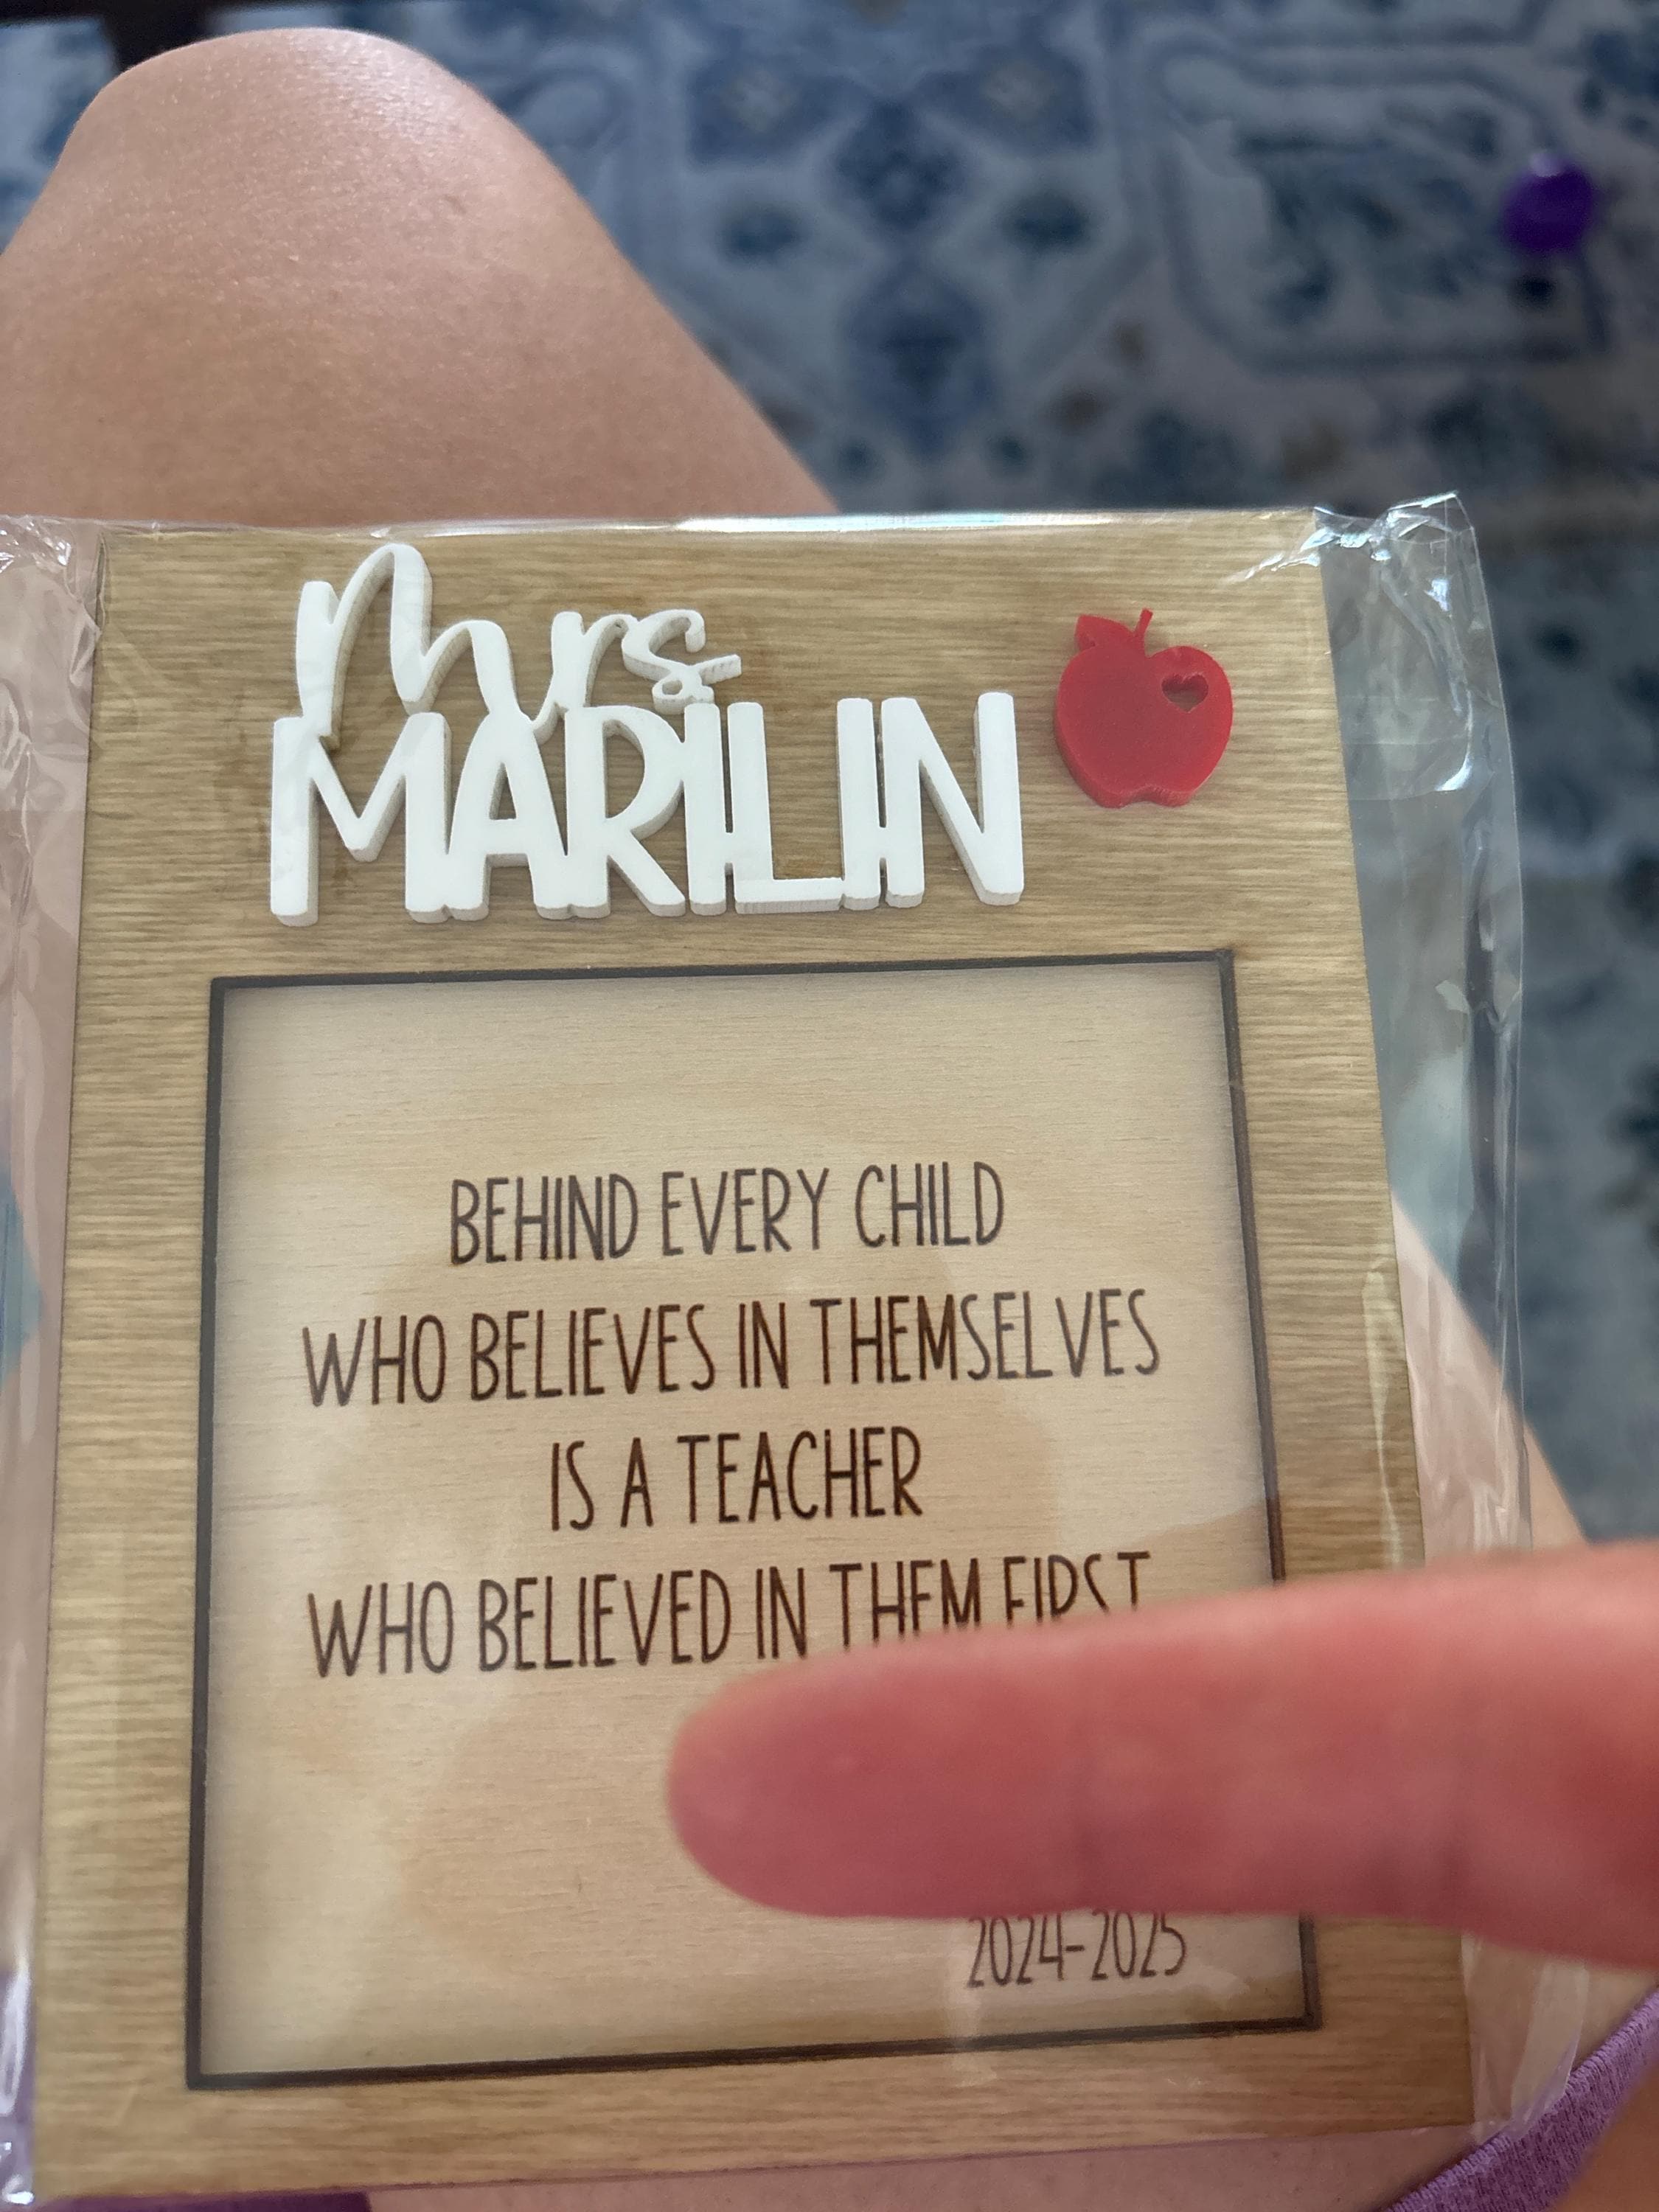 Mrs.
MARILIN
BEHIND EVERY CHILD
WHO BELIEVES IN THEMSELVES
IS A TEACHER
WHO BELIEVED IN THEM FIRST
2024-2025